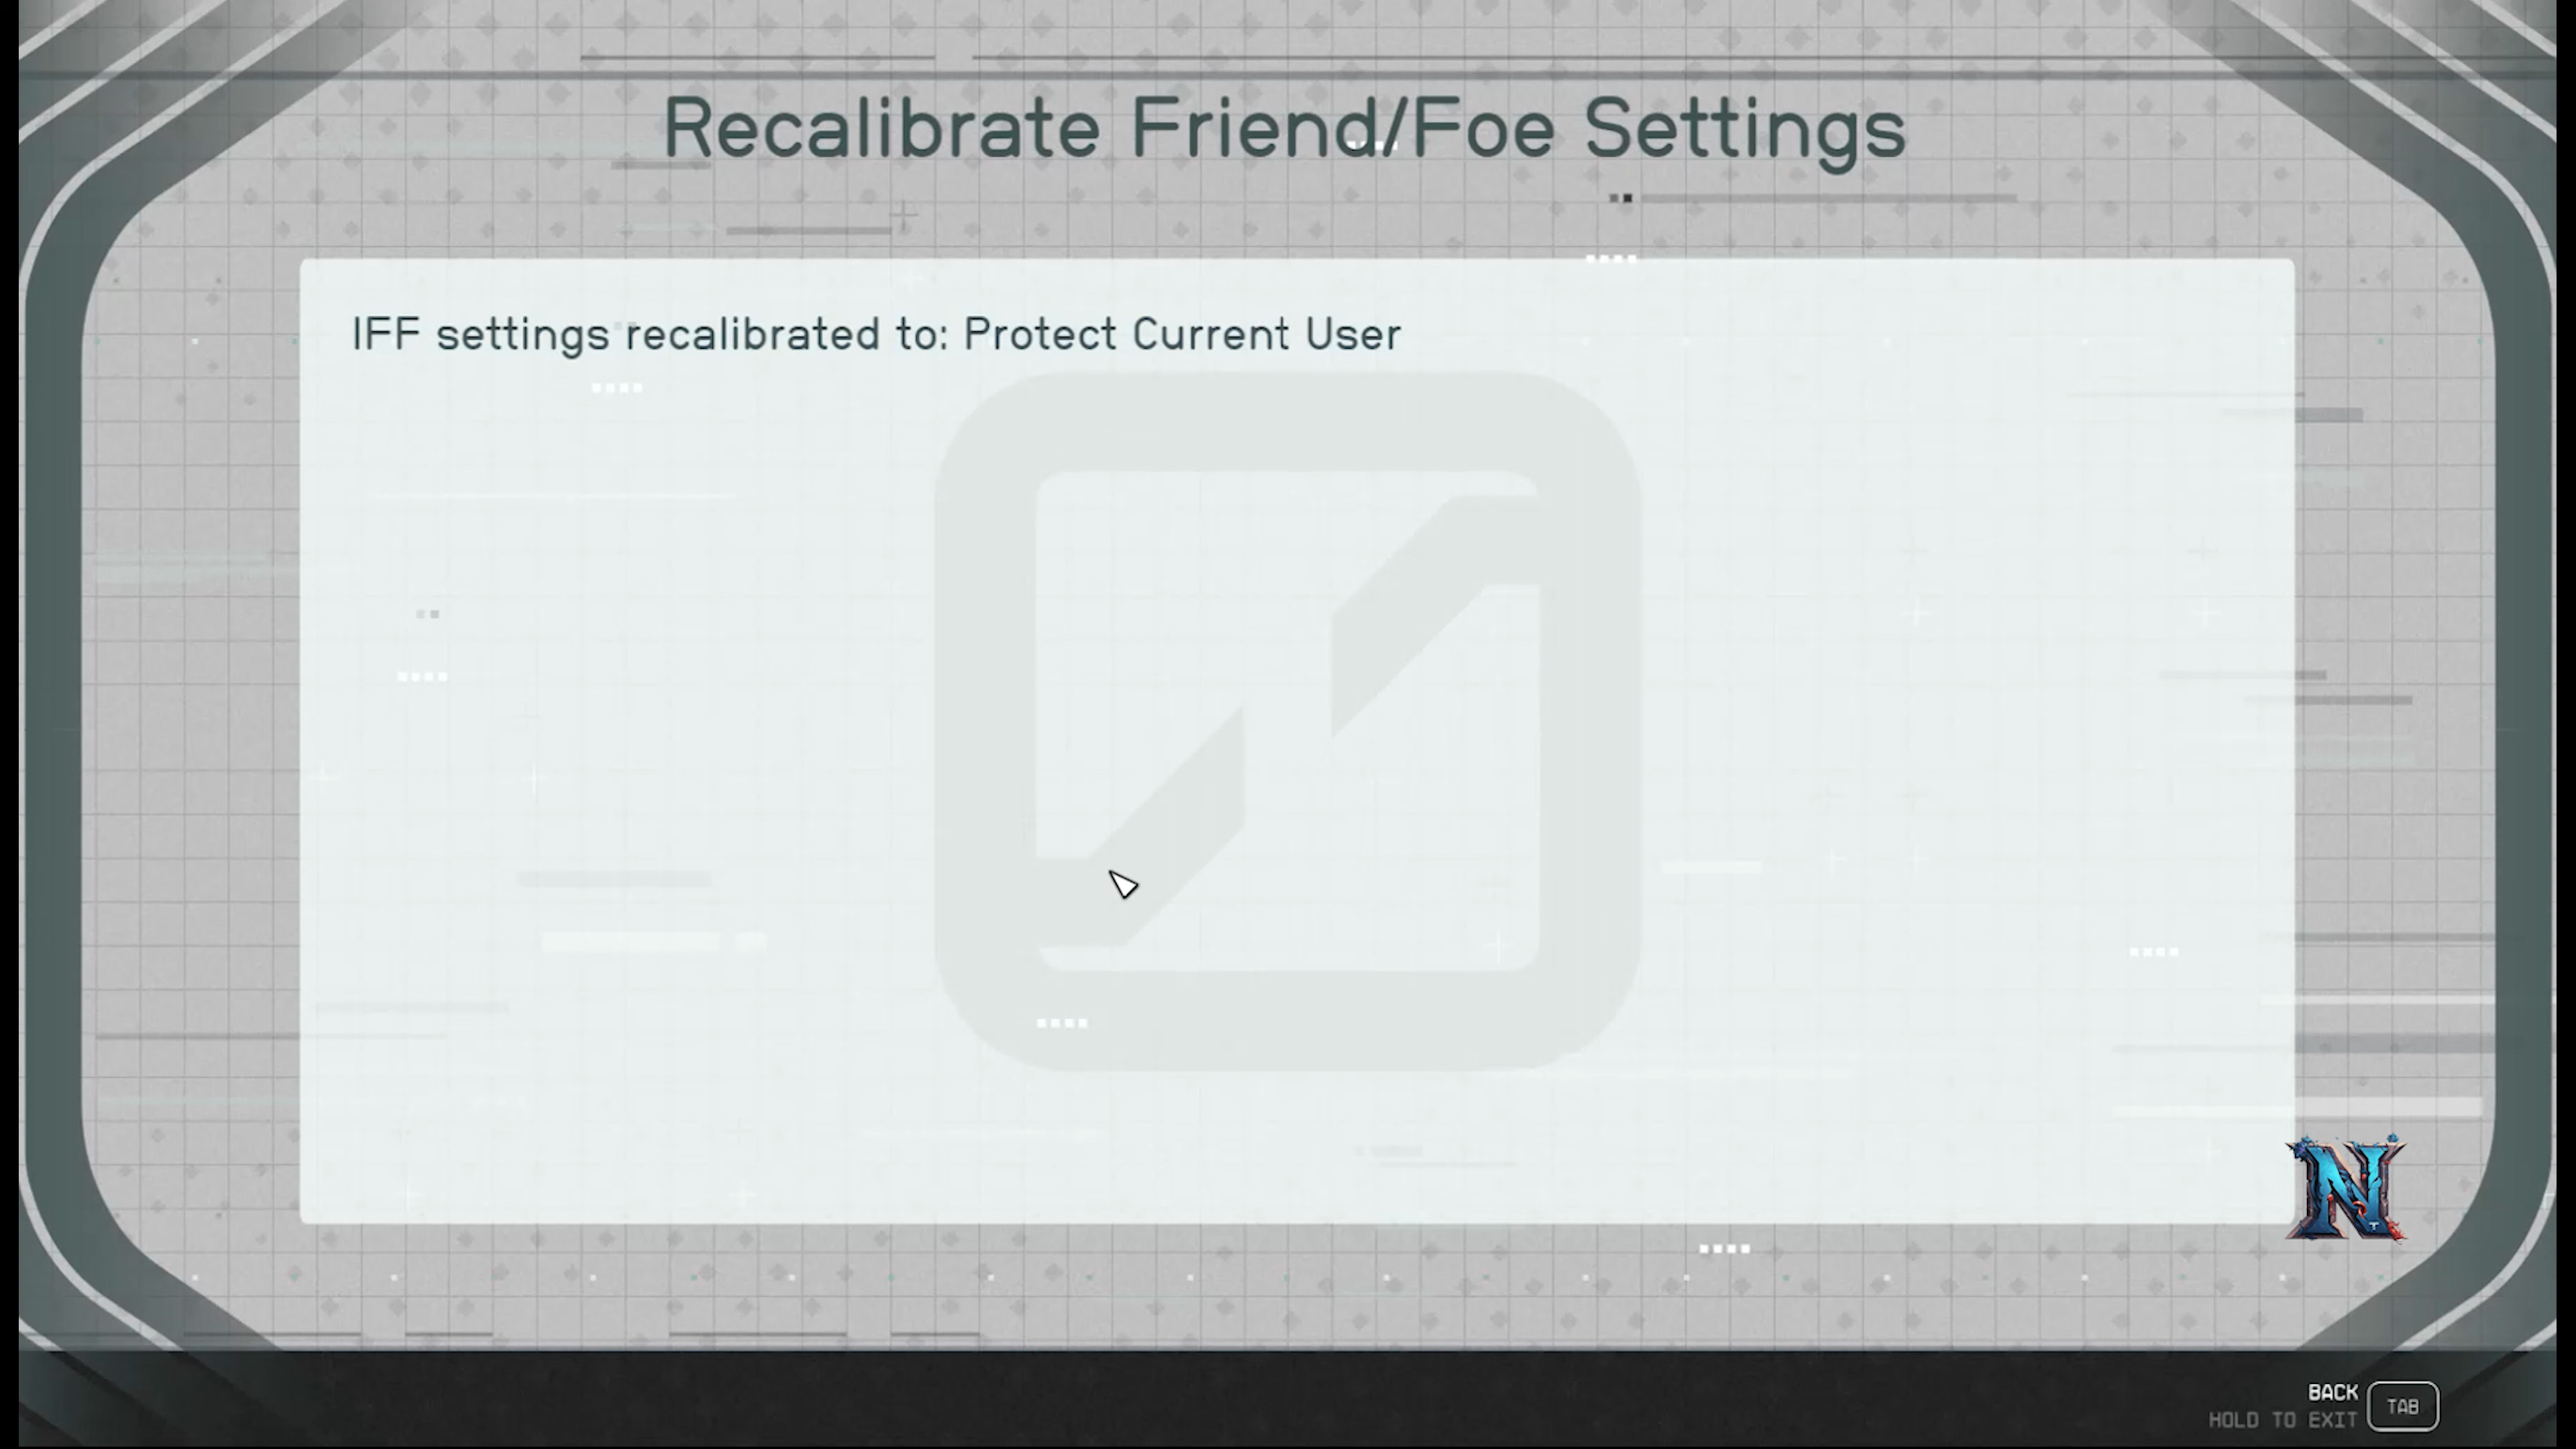 Recalibrate Friend/Foe Settings
IFF settings recalibrated to: Protect Current User
N
BACK
TAB
HOLD TO EXIT